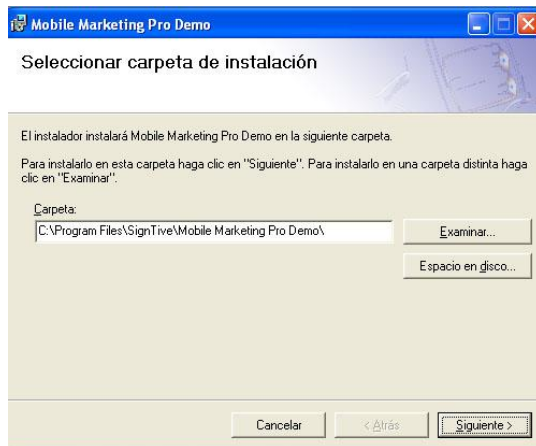 Mobile Marketing Pro Demo
Seleccionar carpeta de instalación
El instalador instalará Mobile Marketing Pro Demo en la siguiente carpeta.
Para instalarlo en esta carpeta haga clic en "Siguiente". Para instalarlo en una carpeta distinta haga
clic en "Examinar".
Carpeta:
C:\Program Files\SignTive\Mobile Marketing Pro Demo\
Examinar...
Espacio en disco...
Cancelar
< Atrás
Siguiente >